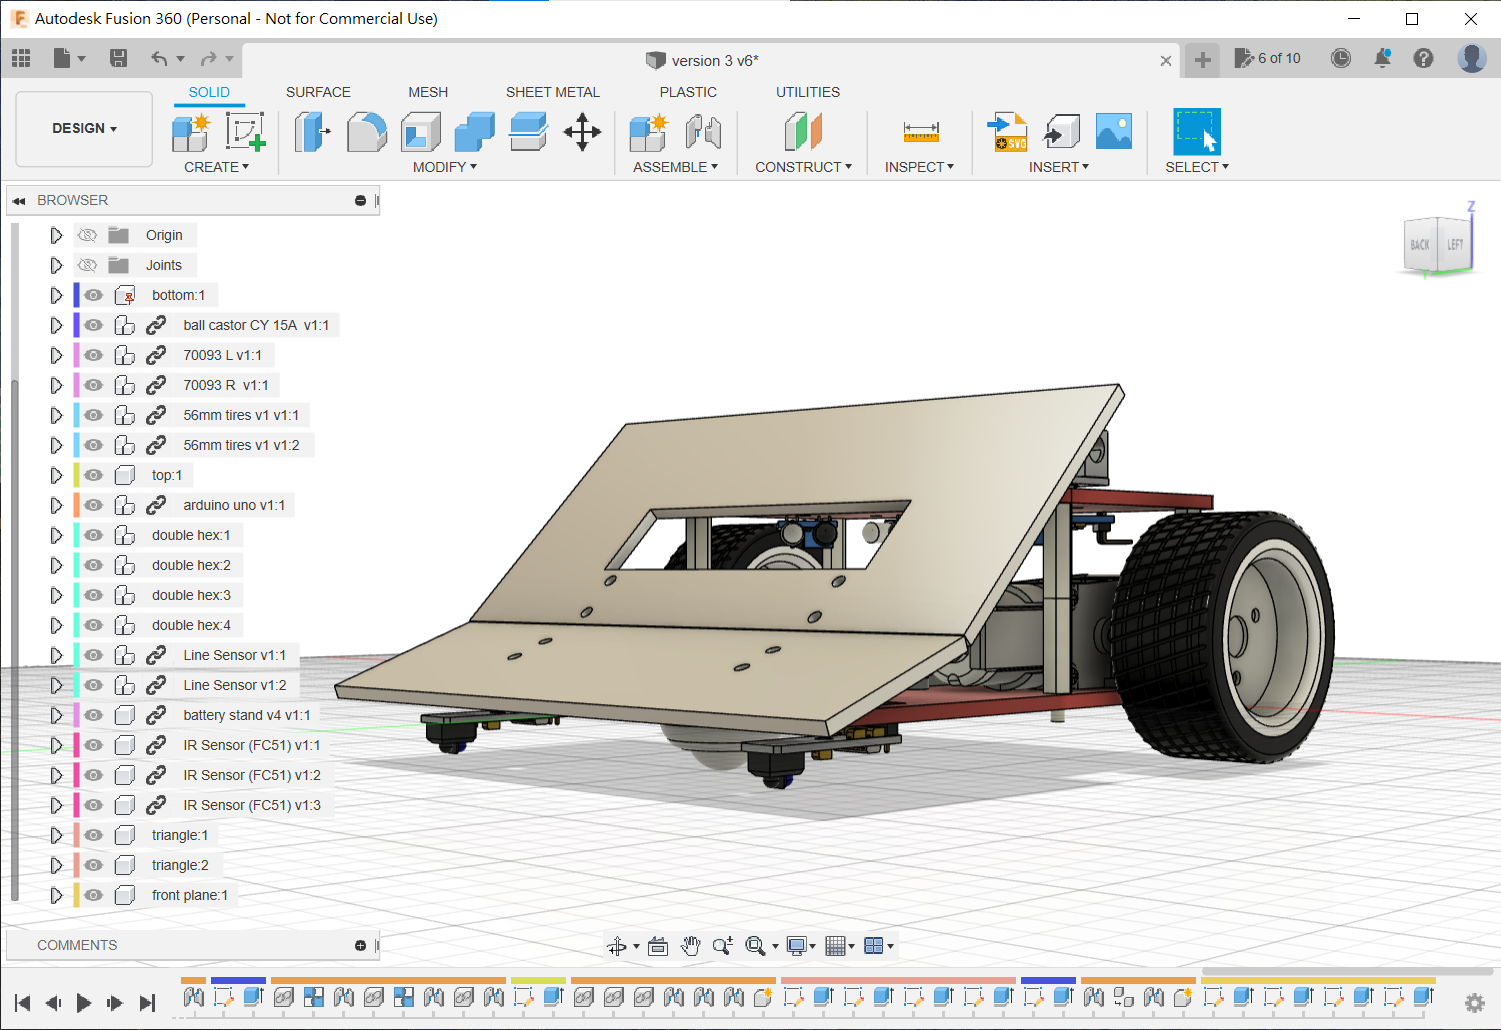 Autodesk Fusion 360 (Personal - Not for Commercial Use)
version 3 v6*
6 of 10
SOLID
SURFACE
MESH
SHEET METAL
PLASTIC
UTILITIES
DESIGN
CREATE
MODIFY
ASSEMBLE
CONSTRUCT
INSPECT
SVG
INSERT
SELECT
BROWSER
Origin
Joints
bottom:1
ball castor CY 15A v1:1
70093 L v1:1
70093 R v1:1
56mm tires v1 v1:1
56mm tires v1 v1:2
top:1
arduino uno v1:1
double hex:1
double hex:2
double hex:3
double hex:4
Line Sensor v1:1
Line Sensor v1:2
battery stand v4 v1:1
IR Sensor (FC51) v1:1
IR Sensor (FC51) v1:2
IR Sensor (FC51) v1:3
triangle:1
triangle:2
front plane:1
Z
BACK
LEFT
Y
COMMENTS